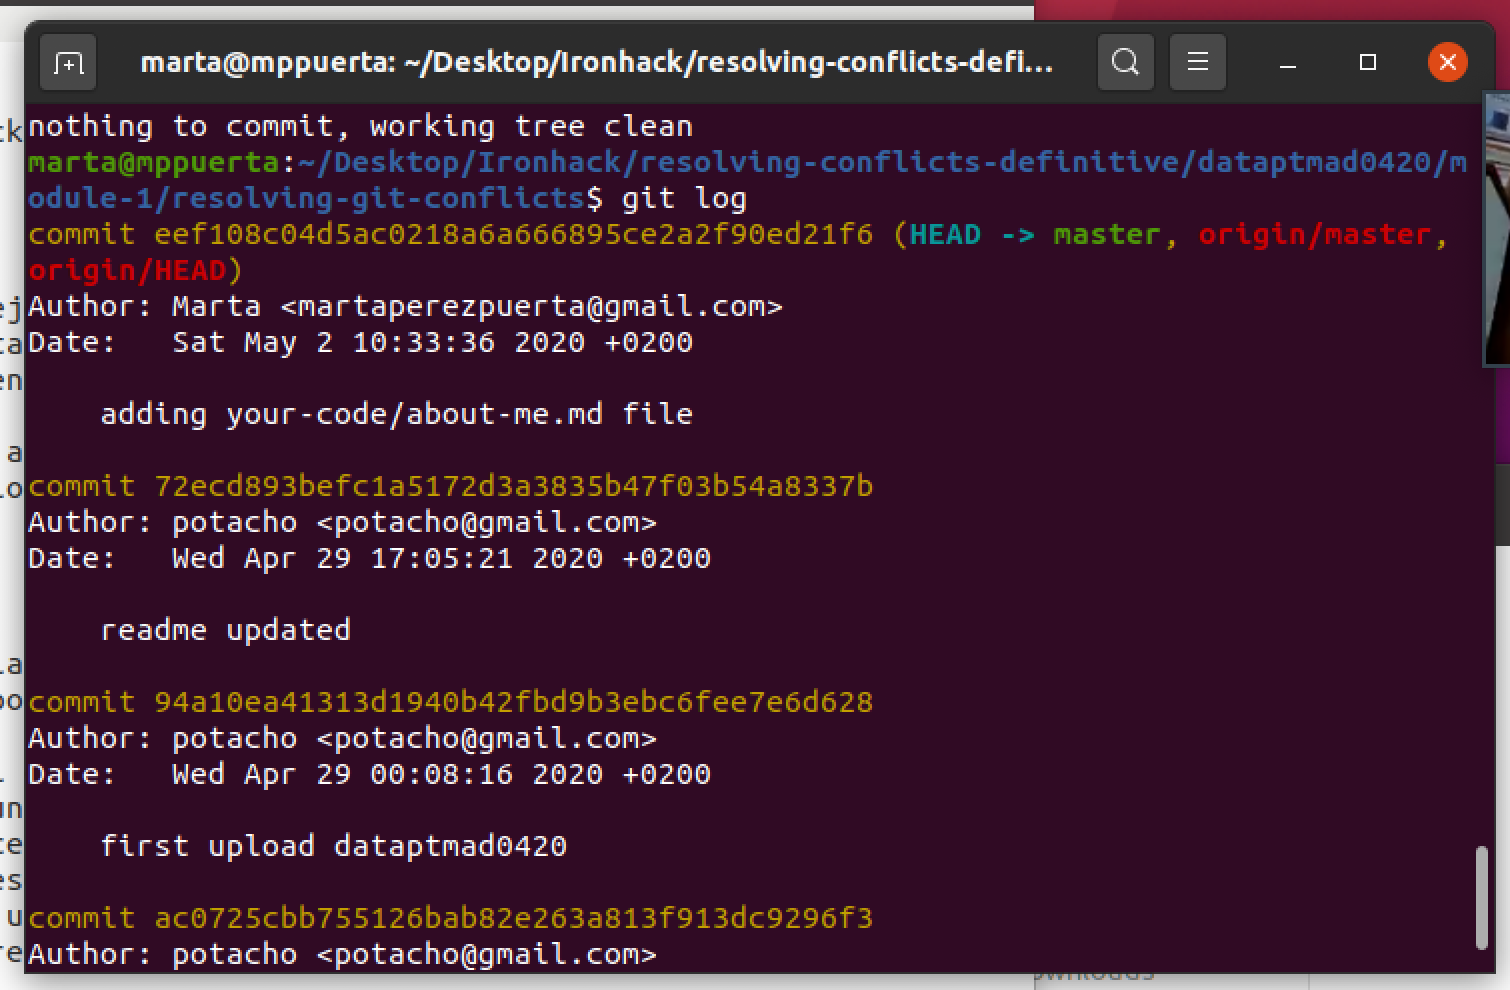 marta@mppuerta: ~/Desktop/Ironhack/resolving-conflicts-defi...
nothing to commit, working tree clean
marta@mppuerta:~/Desktop/Ironhack/resolving-conflicts-definitive/dataptmad0420/m
odule-1/resolving-git-conflicts$ git log
commit eef108c04d5ac0218a6a666895ce2a2f90ed21f6 (HEAD -> master, origin/master,
origin/HEAD)
Author: Marta <martaperezpuerta@gmail.com>
Date:   Sat May 2 10:33:36 2020 +0200
adding your-code/about-me.md file
commit 72ecd893befc1a5172d3a3835b47f03b54a8337b
Author: potacho <potacho@gmail.com>
Date:   Wed Apr 29 17:05:21 2020 +0200
readme updated
commit 94a10ea41313d1940b42fbd9b3ebc6fee7e6d628
Author: potacho <potacho@gmail.com>
Date:   Wed Apr 29 00:08:16 2020 +0200
first upload dataptmad0420
commit ac0725cbb755126bab82e263a813f913dc9296f3
Author: potacho <potacho@gmail.com>